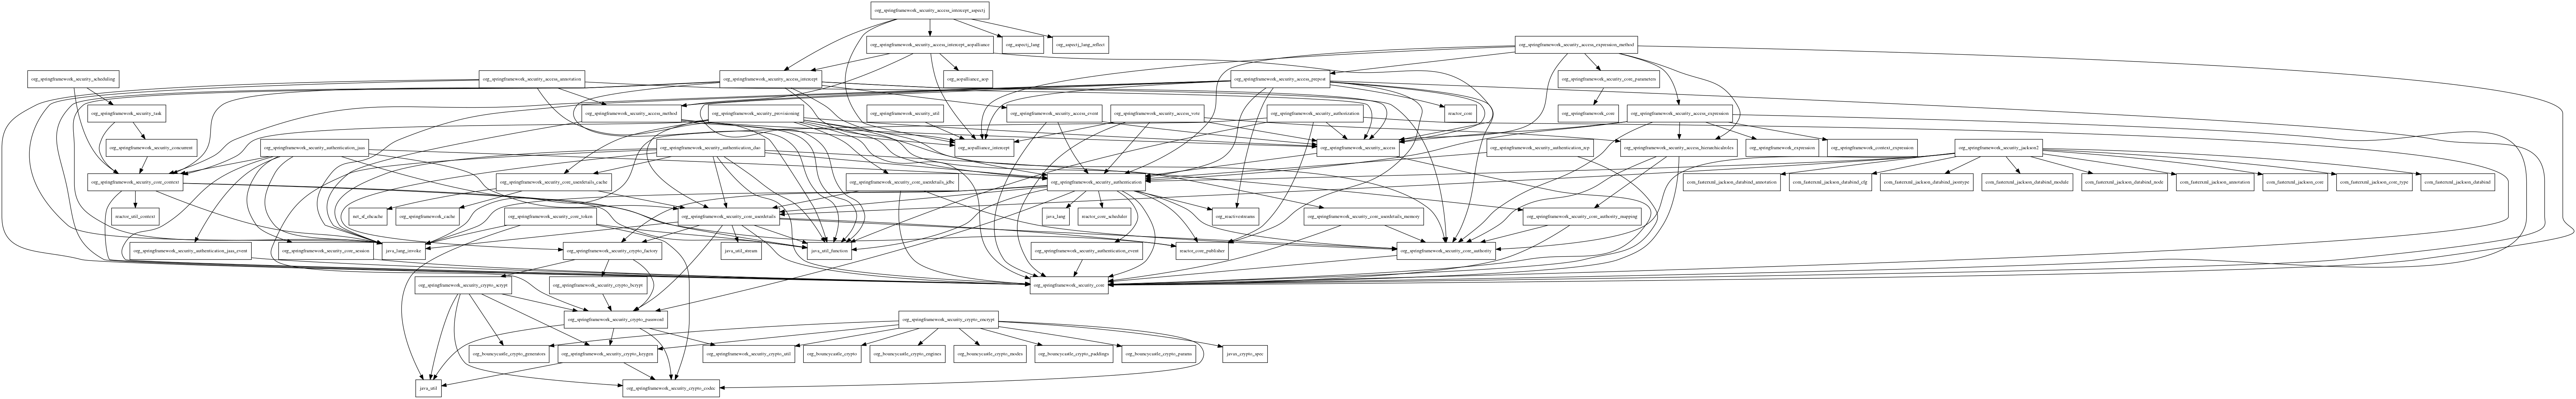 org_springframework_security_access_intercept_aspectj
org_springframework_security_access_intercept_aopalliance
org_aspectj_lang
org_aspectj_lang_reflect
org_springframework_security_access_expression_method
org_springframework_security_scheduling
org_springframework_security_access_annotation
org_springframework_security_access_intercept
org_aopalliance_aop
org_springframework_security_access_prepost
org_springframework_security_core_parameters
org_springframework_security_task
org_springframework_security_access_method
org_springframework_security_provisioning
org_springframework_security_util
org_springframework_security_access_event
org_springframework_security_access_vote
org_springframework_security_authorization
reactor_core
org_springframework_core
org_springframework_security_access_expression
org_springframework_security_concurrent
org_springframework_security_authentication_jaas
org_springframework_security_authentication_dao
org_aopalliance_intercept
org_springframework_security_access
org_springframework_security_authentication_rcp
org_springframework_security_access_hierarchicalroles
org_springframework_expression
org_springframework_context_expression
org_springframework_security_jackson2
org_springframework_security_core_context
org_springframework_security_core_userdetails_cache
org_springframework_security_core_userdetails_jdbc
org_springframework_security_authentication
com_fasterxml_jackson_databind_annotation
com_fasterxml_jackson_databind_cfg
com_fasterxml_jackson_databind_jsontype
com_fasterxml_jackson_databind_module
com_fasterxml_jackson_databind_node
com_fasterxml_jackson_annotation
com_fasterxml_jackson_core
com_fasterxml_jackson_core_type
com_fasterxml_jackson_databind
reactor_util_context
net_sf_ehcache
org_springframework_cache
org_springframework_security_core_token
org_springframework_security_core_userdetails
java_lang
reactor_core_scheduler
org_reactivestreams
org_springframework_security_core_userdetails_memory
org_springframework_security_core_authority_mapping
org_springframework_security_authentication_jaas_event
org_springframework_security_core_session
java_lang_invoke
org_springframework_security_crypto_factory
java_util_stream
java_util_function
org_springframework_security_authentication_event
reactor_core_publisher
org_springframework_security_core_authority
org_springframework_security_crypto_scrypt
org_springframework_security_crypto_bcrypt
org_springframework_security_core
org_springframework_security_crypto_password
org_springframework_security_crypto_encrypt
org_bouncycastle_crypto_generators
org_springframework_security_crypto_keygen
org_springframework_security_crypto_util
org_bouncycastle_crypto
org_bouncycastle_crypto_engines
org_bouncycastle_crypto_modes
org_bouncycastle_crypto_paddings
org_bouncycastle_crypto_params
javax_crypto_spec
java_util
org_springframework_security_crypto_codec